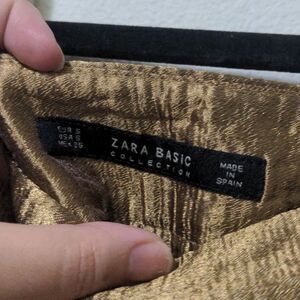 EUR S
USA S
MEX 26
ZARA BASIC
COLLECTION
MADE
IN
SPAIN